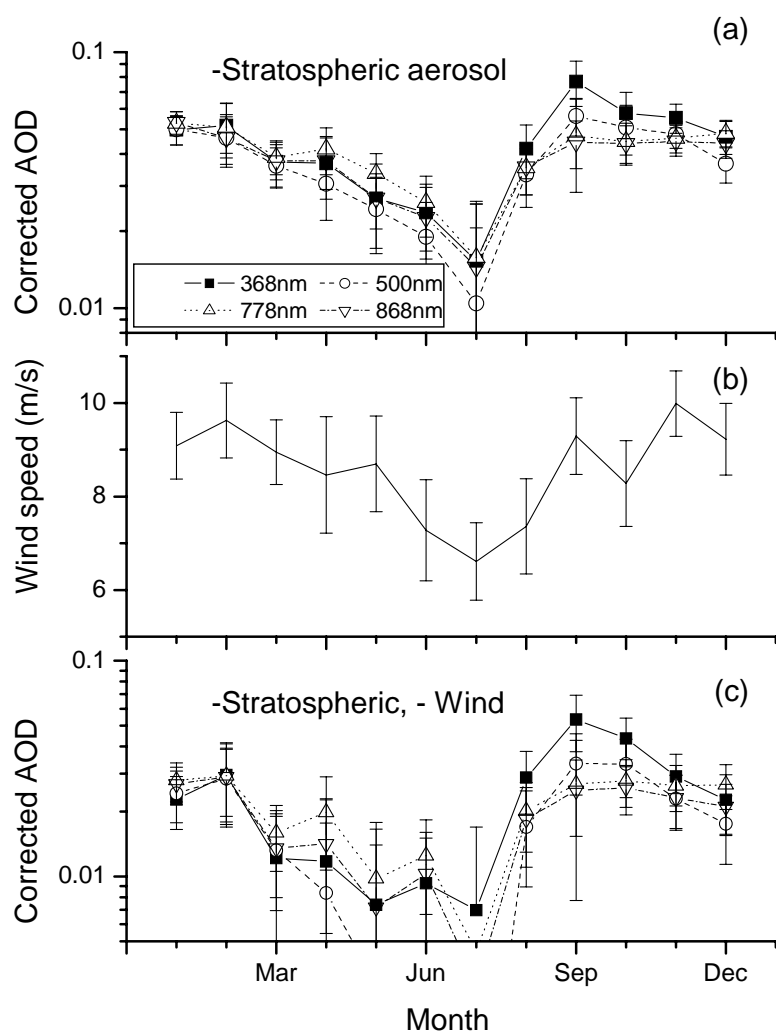 (a)
0.1
-Stratospheric aerosol
Corrected AOD
368nm 500nm
778nm 868nm
0.01
(b)
10
Wind speed (m/s)
8
6
0.1
(c)
-Stratospheric, - Wind
Corrected AOD
0.01
Mar Jun Sep Dec
Month